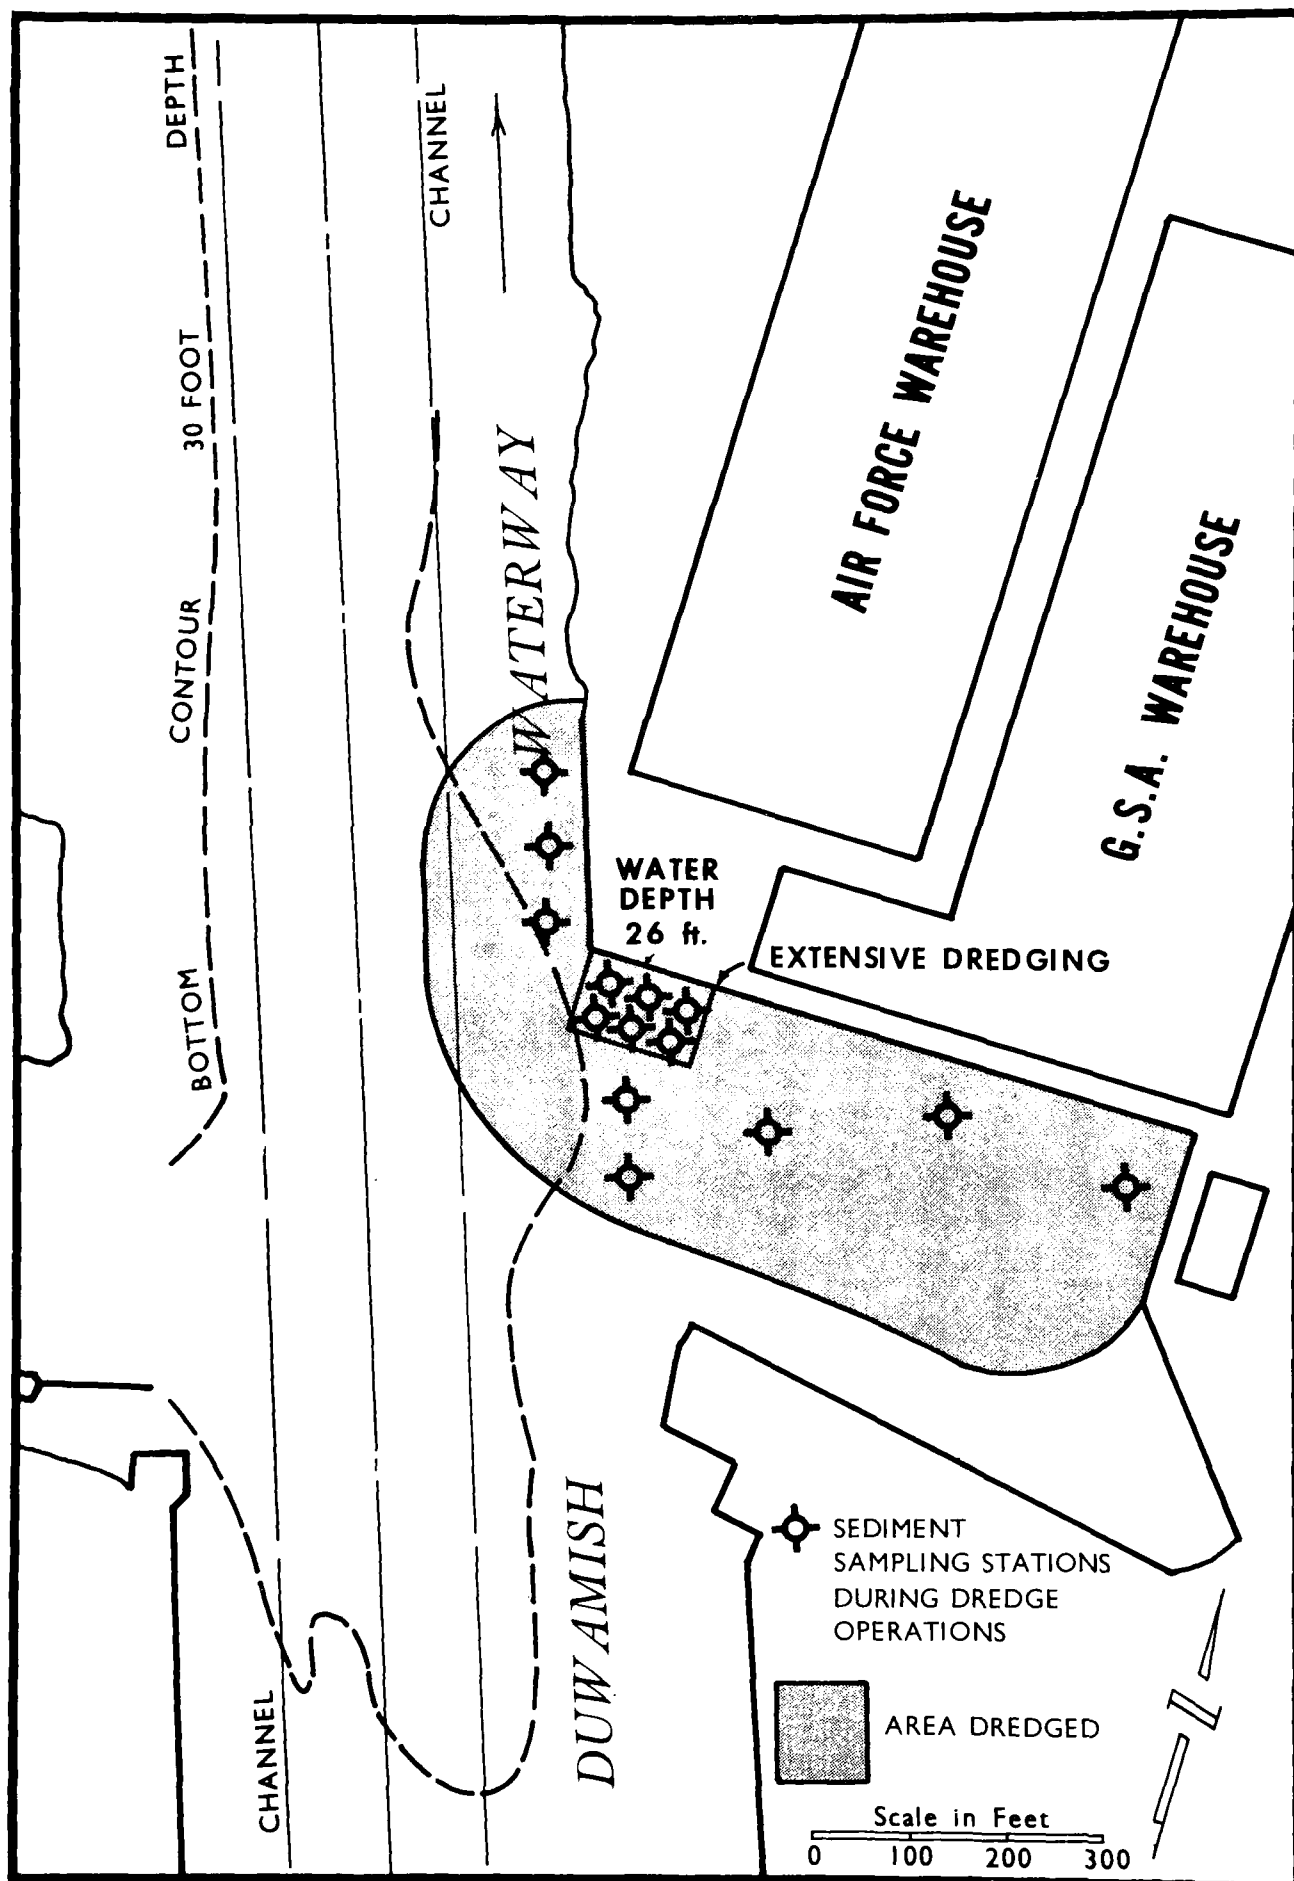 DEPTH
30 FOOT
CONTOUR
BOTTOM
CHANNEL
WATERWAY
AIR FORCE WAREHOUSE
G.S.A. WAREHOUSE
WATER
DEPTH
26 ft.
EXTENSIVE DREDGING
DUWAMISH
CHANNEL
SEDIMENT
SAMPLING STATIONS
DURING DREDGE
OPERATIONS
AREA DREDGED
N
Scale in Feet
0 100 200 300